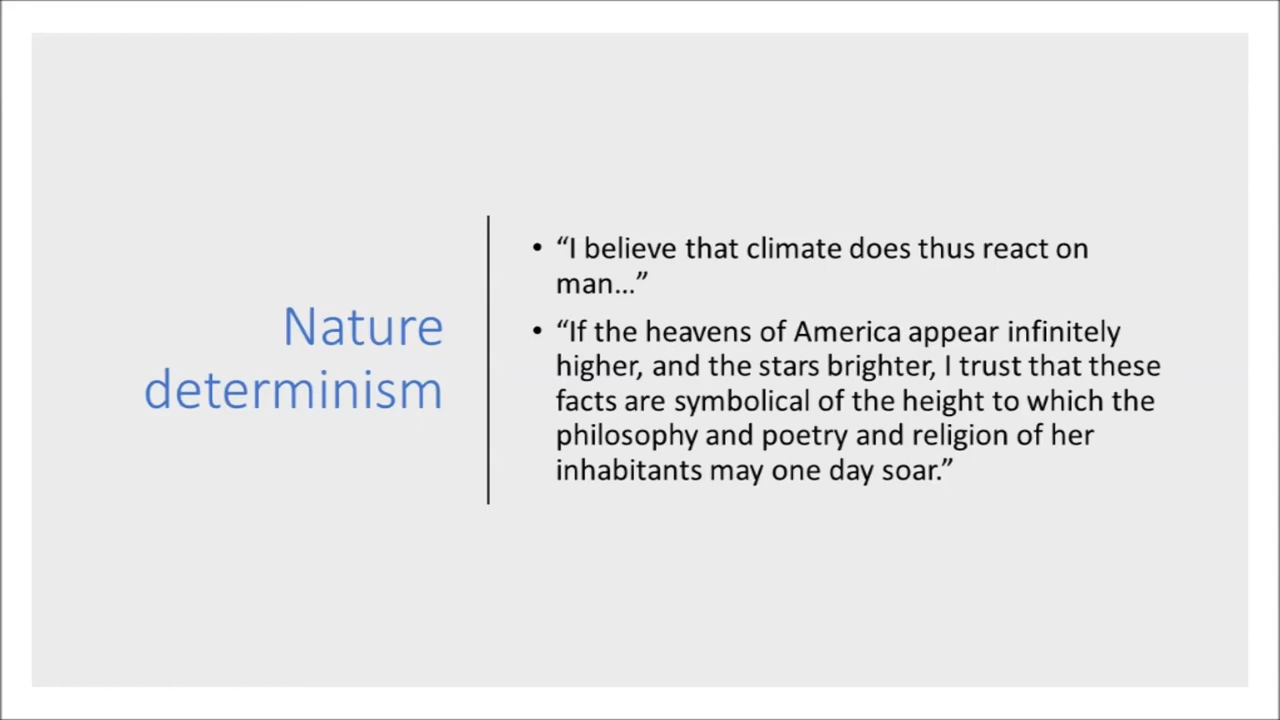 Nature
determinism
• “I believe that climate does thus react on
man…”
• “If the heavens of America appear infinitely
higher, and the stars brighter, I trust that these
facts are symbolical of the height to which the
philosophy and poetry and religion of her
inhabitants may one day soar.”